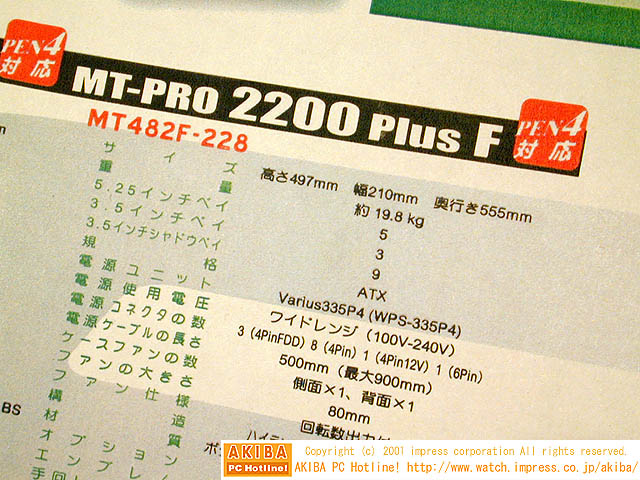 PEN4
対応
MT-PRO 2200 Plus F
PEN4
対応
MT482F-228
サイズ 高さ497mm 幅210mm 奥行き555mm
重量 約 19.8 kg
5.25インチベイ 5
3.5インチベイ 3
3.5インチシャドウベイ 9
規格 ATX
電源ユニット Varius335P4 (WPS-335P4)
電源使用電圧 ワイドレンジ (100V-240V)
電源コネクタの数 3 (4PinFDD) 8 (4Pin) 1 (4Pin12V) 1 (6Pin)
電源ケーブルの長さ 500mm (最大900mm)
ケースファンの数 側面×1、背面×1
ファンの大きさ 80mm
ファン仕様 回転数出力
構造
材質
オプション
BS
AKIBA
PC Hotline!
Copyright (c) 2001 impress corporation All rights reserved.
AKIBA PC Hotline! http://www.watch.impress.co.jp/akiba/